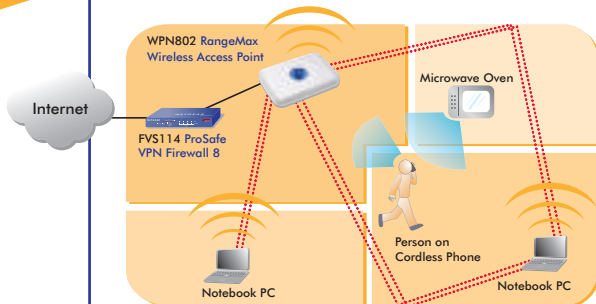 WPN802 RangeMax
Wireless Access Point
Microwave Oven
Internet
FVS114 ProSafe
VPN Firewall 8
Person on
Cordless Phone
Notebook PC
Notebook PC